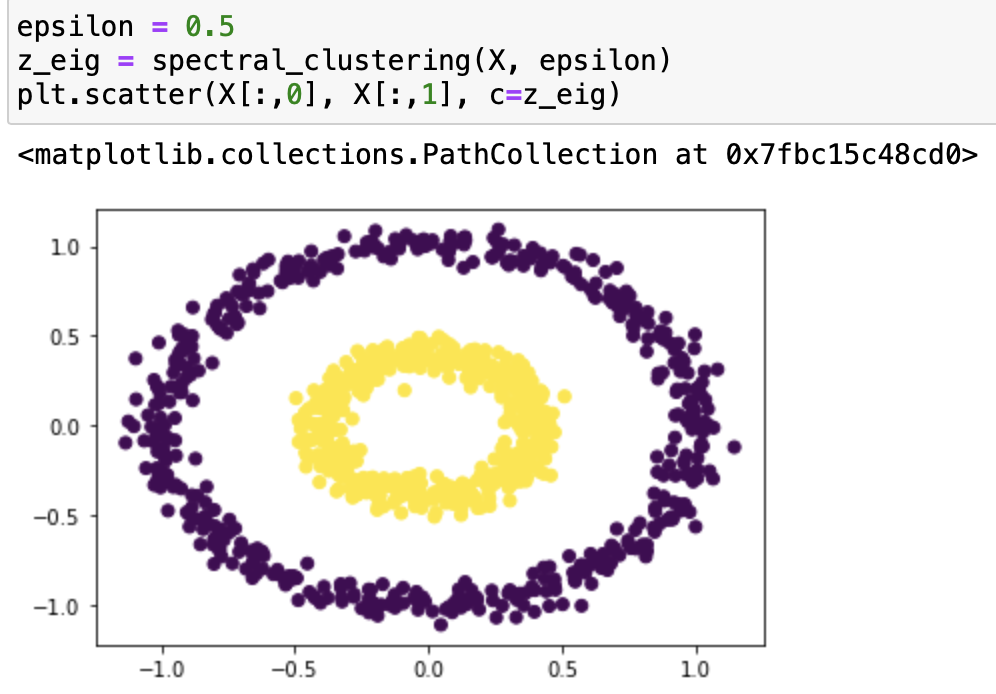 epsilon = 0.5
z_eig = spectral_clustering(X, epsilon)
plt.scatter(X[:,0], X[:,1], c=z_eig)
<matplotlib.collections.PathCollection at 0x7fbc15c48cd0>
1.0
0.5
0.0
−0.5
−1.0
−1.0 −0.5 0.0 0.5 1.0